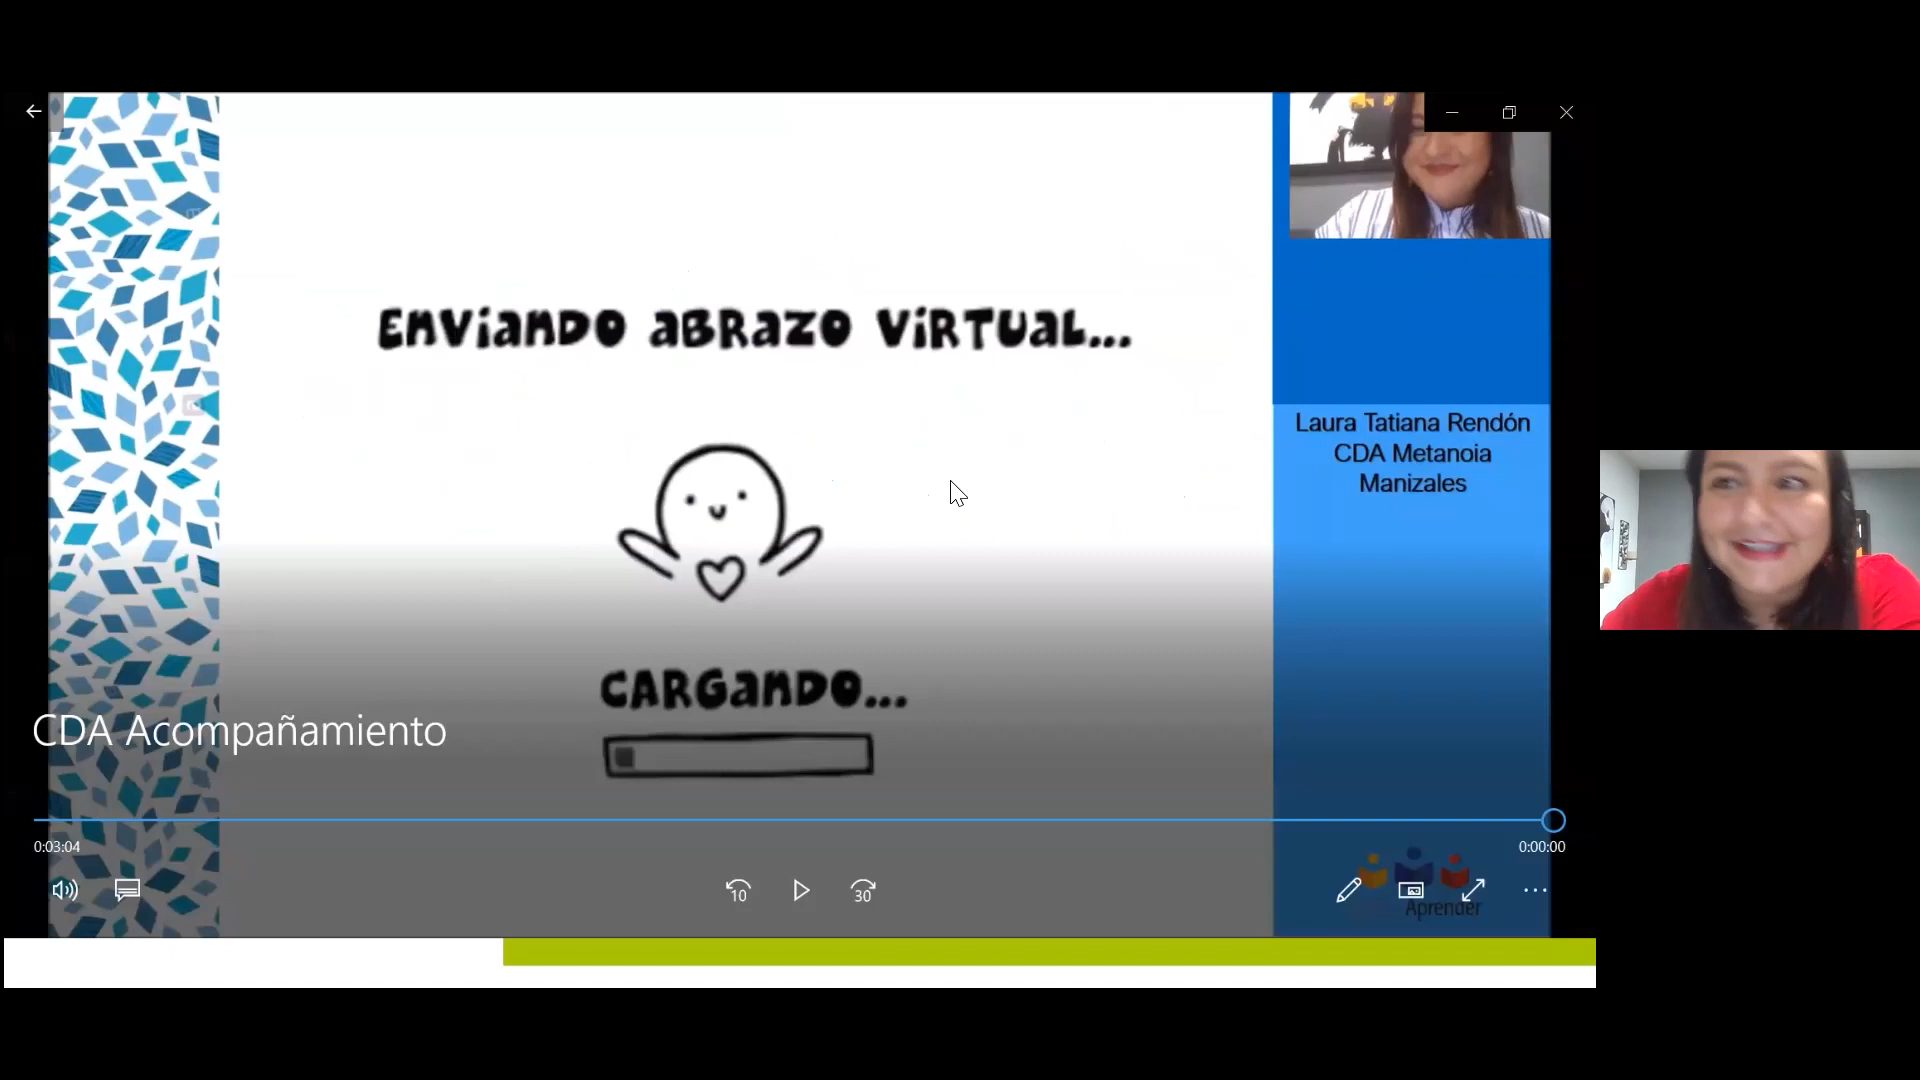 ENViaNDO aBRaZO ViRTUaL...
Laura Tatiana Rendón
CDA Metanoia
Manizales
CaRGaNDO...
CDA Acompañamiento
0:03:04
0:00:00
10
30
Aprender